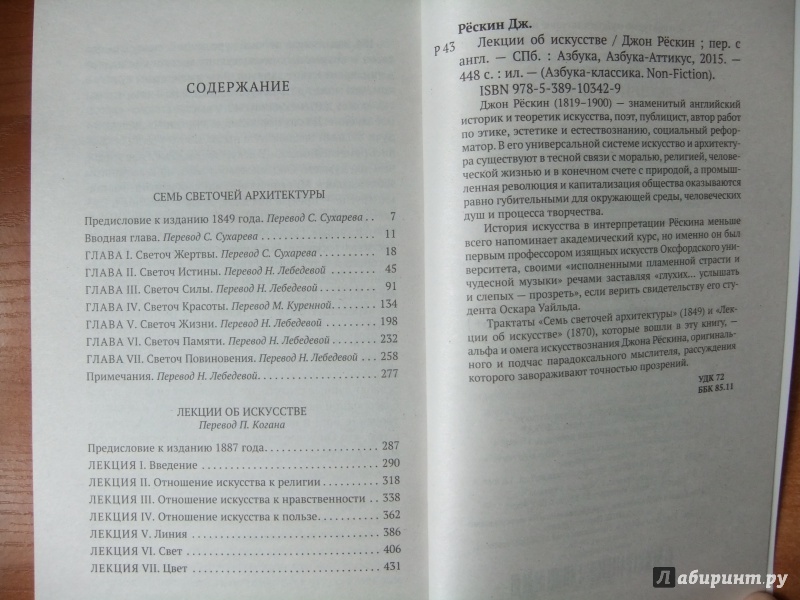 СОДЕРЖАНИЕ
СЕМЬ СВЕТОЧЕЙ АРХИТЕКТУРЫ
Предисловие к изданию 1849 года. Перевод С. Сухарева . . 7
Вводная глава. Перевод С. Сухарева . . . . . . . . . . 11
ГЛАВА I. Светоч Жертвы. Перевод С. Сухарева . . . . . . 18
ГЛАВА II. Светоч Истины. Перевод Н. Лебедевой . . . . . 45
ГЛАВА III. Светоч Силы. Перевод Н. Лебедевой . . . . . . 91
ГЛАВА IV. Светоч Красоты. Перевод М. Куренной . . . . . 134
ГЛАВА V. Светоч Жизни. Перевод Н. Лебедевой . . . . . . 198
ГЛАВА VI. Светоч Памяти. Перевод Н. Лебедевой . . . . . 232
ГЛАВА VII. Светоч Повиновения. Перевод Н. Лебедевой . . 258
Примечания. Перевод Н. Лебедевой. . . . . . . . . . . . 277
ЛЕКЦИИ ОБ ИСКУССТВЕ
Перевод П. Когана
Предисловие к изданию 1887 года. . . . . . . . . . . . 287
ЛЕКЦИЯ I. Введение . . . . . . . . . . . . . . . . . . 290
ЛЕКЦИЯ II. Отношение искусства к религии . . . . . . . . 318
ЛЕКЦИЯ III. Отношение искусства к нравственности . . . . 338
ЛЕКЦИЯ IV. Отношение искусства к пользе. . . . . . . . . 362
ЛЕКЦИЯ V. Линия . . . . . . . . . . . . . . . . . . . . 386
ЛЕКЦИЯ VI. Свет . . . . . . . . . . . . . . . . . . . . 406
ЛЕКЦИЯ VII. Цвет . . . . . . . . . . . . . . . . . . . 431
Рёскин Дж.
Р 43 Лекции об искусстве / Джон Рёскин ; пер. с
англ. — СПб. : Азбука, Азбука-Аттикус, 2015. —
448 с. : ил. — (Азбука-классика. Non-Fiction).
ISBN 978-5-389-10342-9
Джон Рёскин (1819–1900) — знаменитый английский
историк и теоретик искусства, поэт, публицист, автор работ
по этике, эстетике и естествознанию, социальный рефор-
матор. В его универсальной системе искусство и архитекту-
ра существуют в тесной связи с моралью, религией, челове-
ческой жизнью и в конечном счете с природой, а промыш-
ленная революция и капитализация общества оказываются
равно губительными для окружающей среды, человеческих
душ и процесса творчества.
История искусства в интерпретации Рёскина меньше
всего напоминает академический курс, но именно он был
первым профессором изящных искусств Оксфордского уни-
верситета, своими «исполненными пламенной страсти и
чудесной музыки» речами заставляя «глухих... услышать
и слепых — прозреть», если верить свидетельству его сту-
дента Оскара Уайльда.
Трактаты «Семь светочей архитектуры» (1849) и «Лек-
ции об искусстве» (1870), которые вошли в эту книгу, —
альфа и омега искусствознания Джона Рёскина, оригиналь-
ного и подчас парадоксального мыслителя, рассуждения
которого завораживают точностью прозрений.
УДК 72
ББК 85.11
Лабиринт.ру